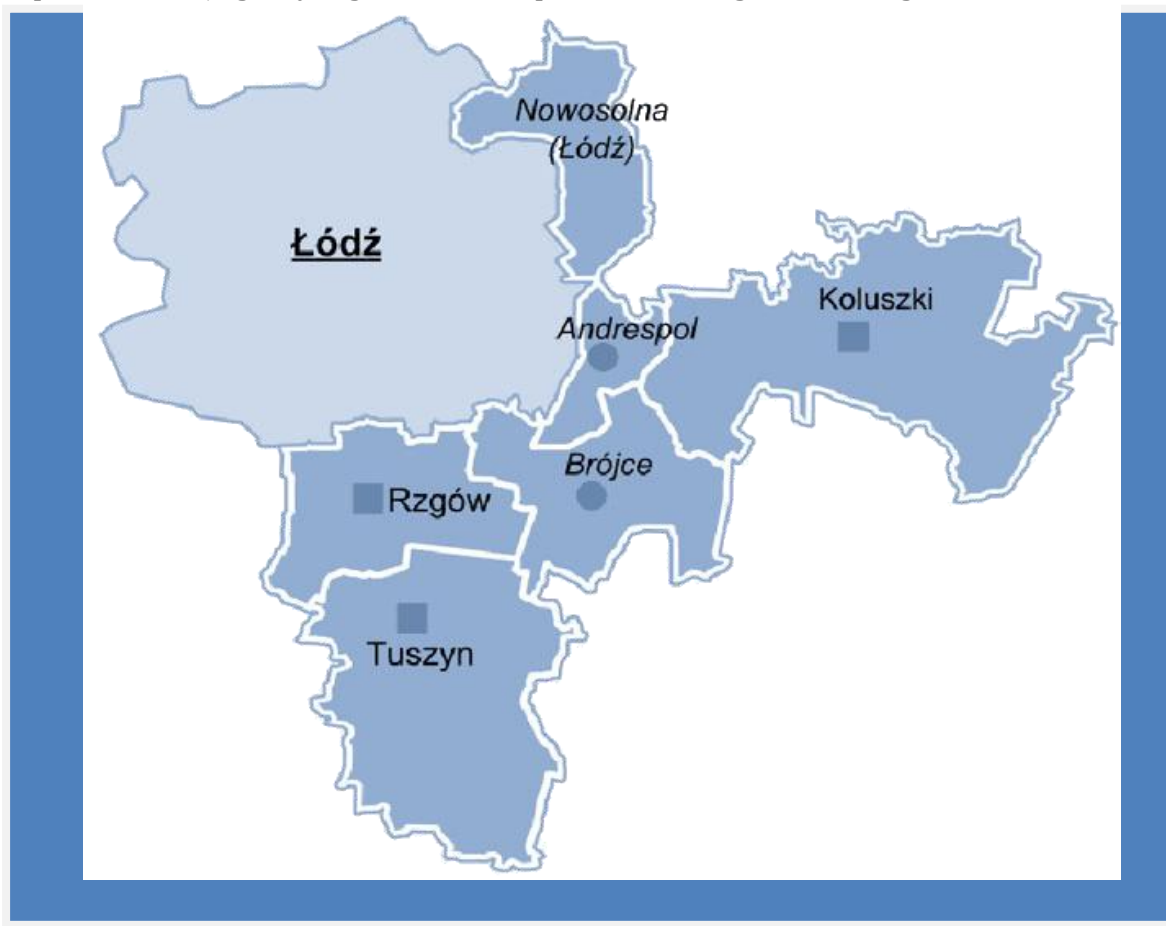 Nowosolna
(Łódź)
Łódź
Koluszki
Andrespol
Brójce
Rzgów
Tuszyn